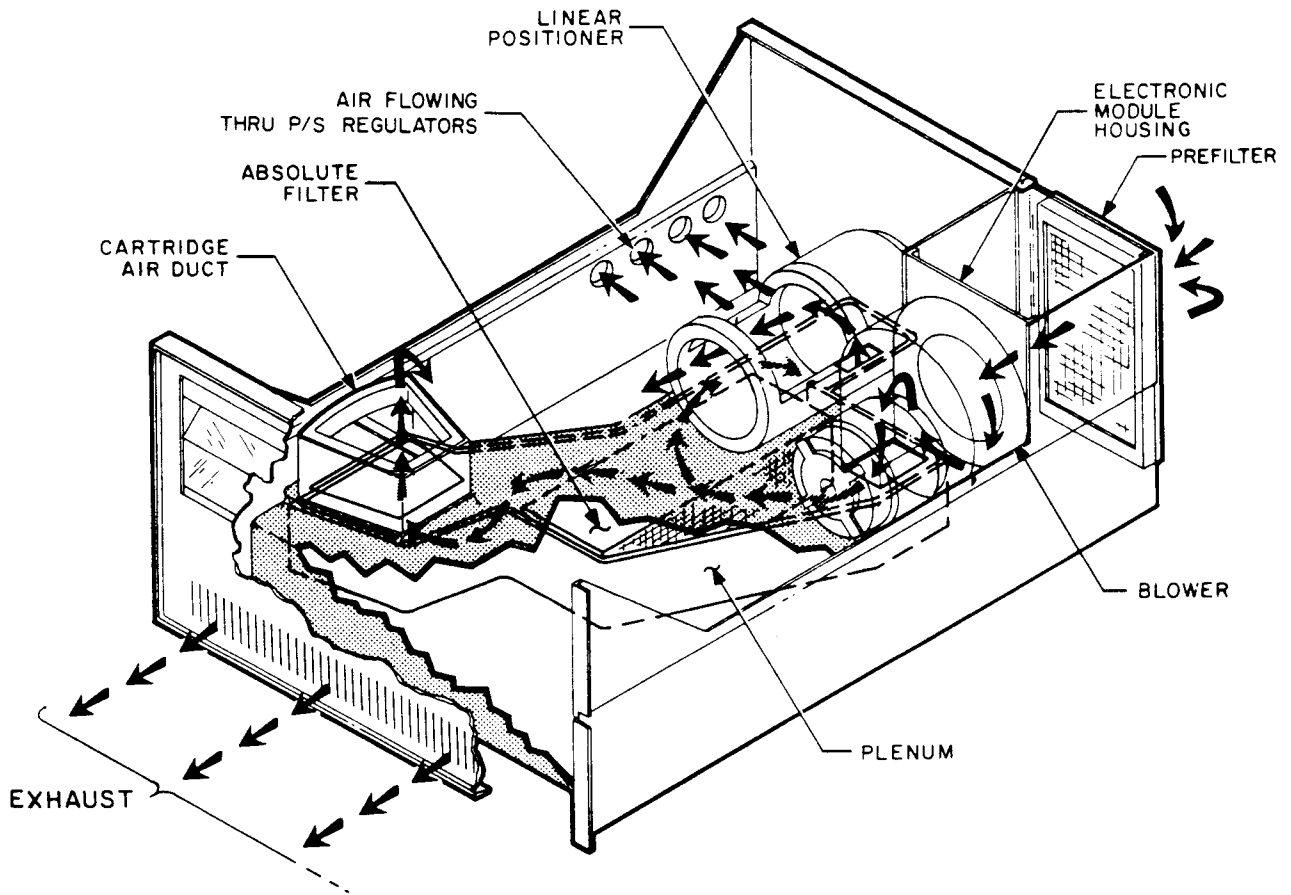 LINEAR
POSITIONER
AIR FLOWING
THRU P/S REGULATORS
ELECTRONIC
MODULE
HOUSING
PREFILTER
ABSOLUTE
FILTER
CARTRIDGE
AIR DUCT
BLOWER
PLENUM
EXHAUST